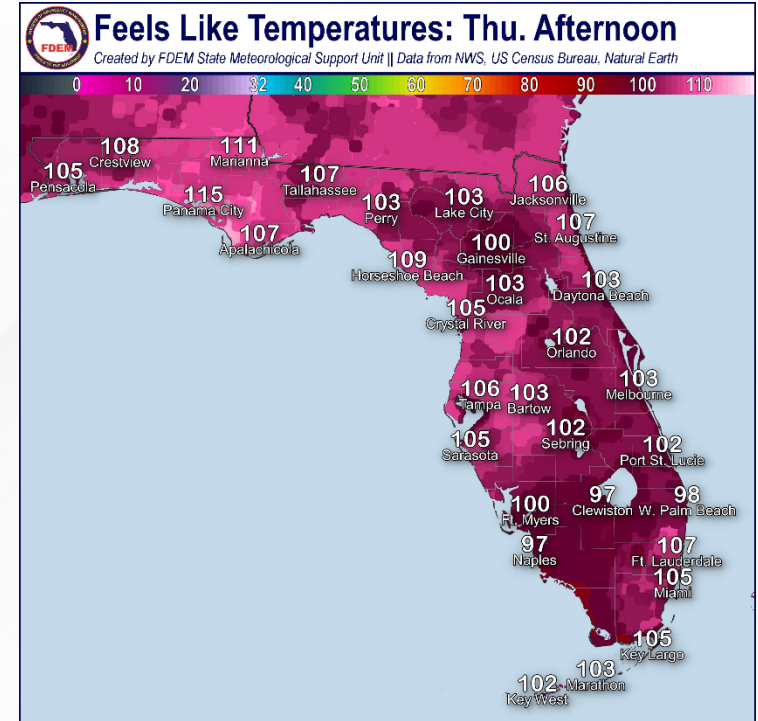 Feels Like Temperatures: Thu. Afternoon
FDEM
Created by FDEM State Meteorological Support Unit || Data from NWS, US Census Bureau, Natural Earth
0 10 20 32 40 50 60 70 80 90 100 110
108
Crestview
111
Marianna
105
Pensacola
107
Tallahassee
115
Panama City
103
Perry
103
Lake City
106
Jacksonville
107
Apalachicola
107
St. Augustine
100
Gainesville
109
Horseshoe Beach
103
Ocala
103
Daytona Beach
105
Crystal River
102
Orlando
103
Melbourne
106
Tampa
103
Bartow
105
Sarasota
102
Sebring
102
Port St. Lucie
100
Ft. Myers
97
Clewiston
98
W. Palm Beach
97
Naples
107
Ft. Lauderdale
105
Miami
105
Key Largo
103
Marathon
102
Key West